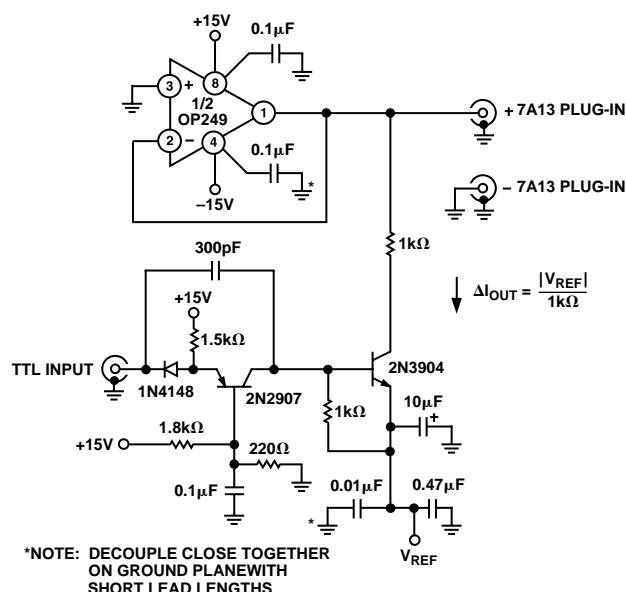 +15V
0.1μF
3
+
8
1/2
OP249
1
+ 7A13 PLUG-IN
2
–
4
0.1μF
*
–15V
– 7A13 PLUG-IN
300pF
1kΩ
ΔI_OUT = |V_REF| / 1kΩ
+15V
1.5kΩ
TTL INPUT
2N3904
1N4148
2N2907
1kΩ
10μF
+
1.8kΩ
+15V
220Ω
0.1μF
0.01μF
0.47μF
*
V_REF
*NOTE: DECOUPLE CLOSE TOGETHER
ON GROUND PLANEWITH
SHORT LEAD LENGTHS